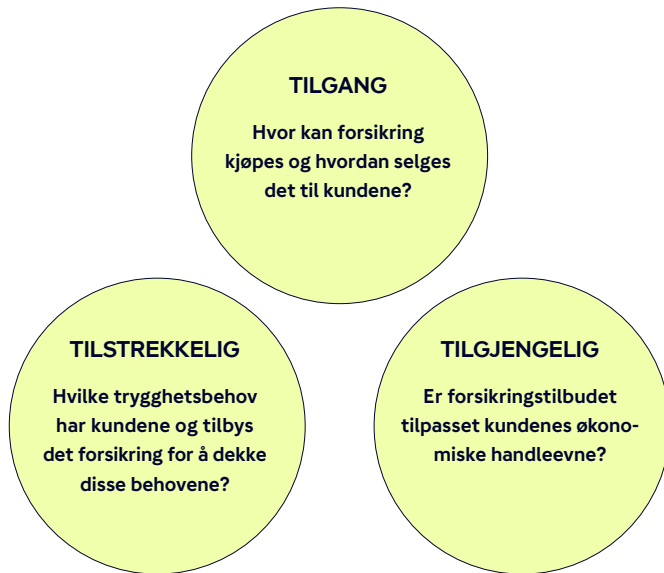 TILGANG
Hvor kan forsikring
kjøpes og hvordan selges
det til kundene?
TILSTREKKELIG
Hvilke trygghetsbehov
har kundene og tilbys
det forsikring for å dekke
disse behovene?
TILGJENGELIG
Er forsikringstilbudet
tilpasset kundenes økono-
miske handleevne?